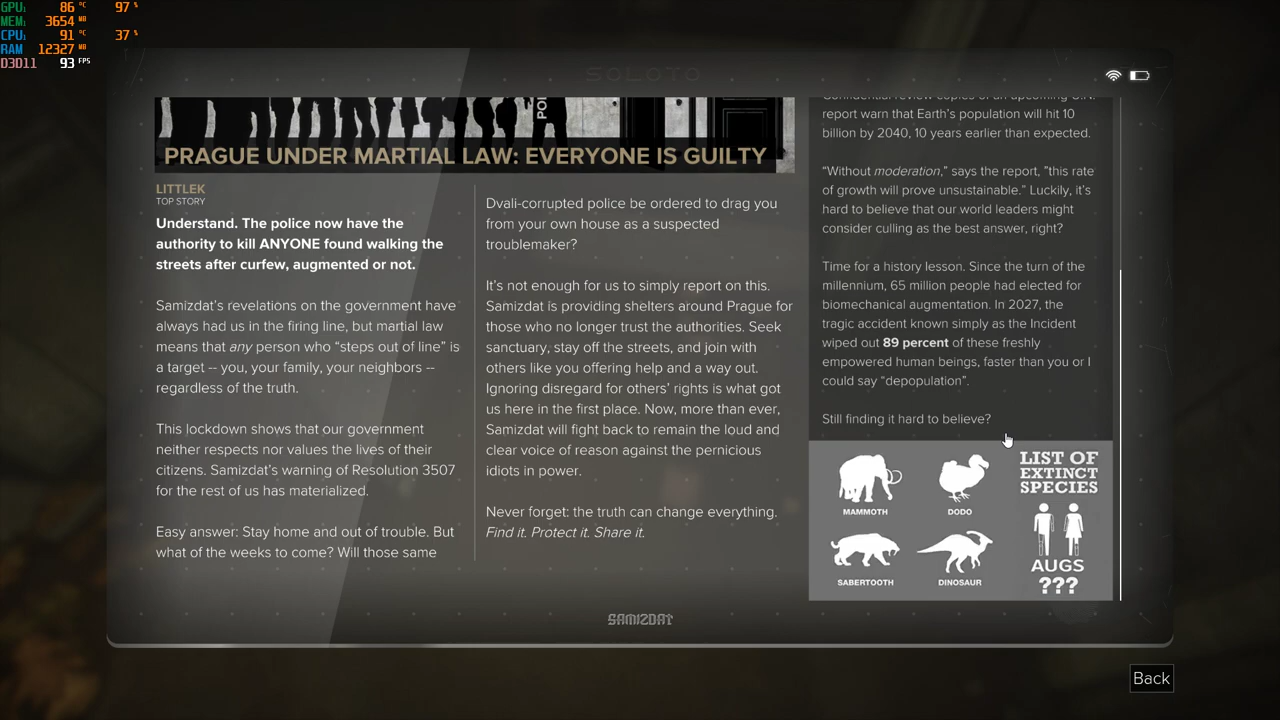 GPU: 86 °C 97 %
MEM: 3654 MB
CPU: 91 °C 37 %
RAM 12327 MB
D3D11 93 FPS
SOLOTO
PRAGUE UNDER MARTIAL LAW: EVERYONE IS GUILTY
LITTLEK
TOP STORY
Understand. The police now have the
authority to kill ANYONE found walking the
streets after curfew, augmented or not.
Samizdat's revelations on the government have
always had us in the firing line, but martial law
means that any person who “steps out of line” is
a target -- you, your family, your neighbors --
regardless of the truth.
This lockdown shows that our government
neither respects nor values the lives of their
citizens. Samizdat's warning of Resolution 3507
for the rest of us has materialized.
Easy answer: Stay home and out of trouble. But
what of the weeks to come? Will those same
Dvali-corrupted police be ordered to drag you
from your own house as a suspected
troublemaker?
It's not enough for us to simply report on this.
Samizdat is providing shelters around Prague for
those who no longer trust the authorities. Seek
sanctuary, stay off the streets, and join with
others like you offering help and a way out.
Ignoring disregard for others' rights is what got
us here in the first place. Now, more than ever,
Samizdat will fight back to remain the loud and
clear voice of reason against the pernicious
idiots in power.
Never forget: the truth can change everything.
Find it. Protect it. Share it.
Confidential review copies of an upcoming U.N.
report warn that Earth's population will hit 10
billion by 2040, 10 years earlier than expected.
“Without moderation,” says the report, “this rate
of growth will prove unsustainable.” Luckily, it's
hard to believe that our world leaders might
consider culling as the best answer, right?
Time for a history lesson. Since the turn of the
millennium, 65 million people had elected for
biomechanical augmentation. In 2027, the
tragic accident known simply as the Incident
wiped out 89 percent of these freshly
empowered human beings, faster than you or I
could say “depopulation”.
Still finding it hard to believe?
MAMMOTH
DODO
LIST OF
EXTINCT
SPECIES
SABERTOOTH
DINOSAUR
AUGS
???
SAMIZDAT
Back